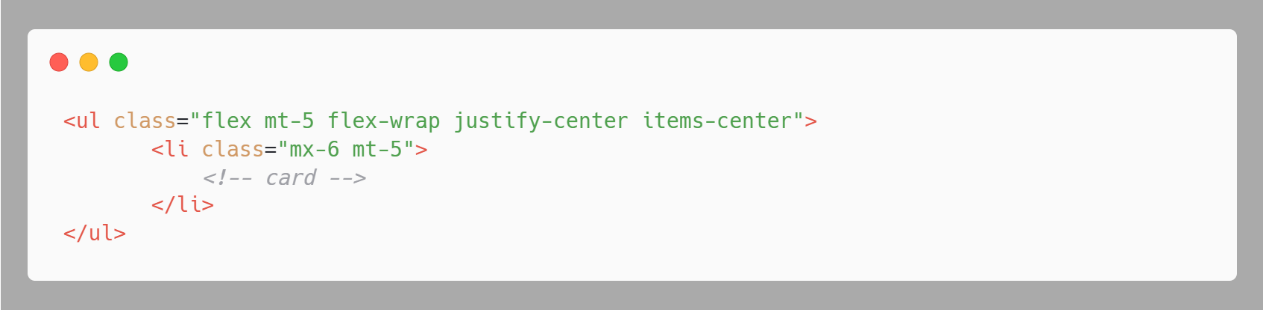 <ul class="flex mt-5 flex-wrap justify-center items-center">
       <li class="mx-6 mt-5">
           <!-- card -->
       </li>
</ul>